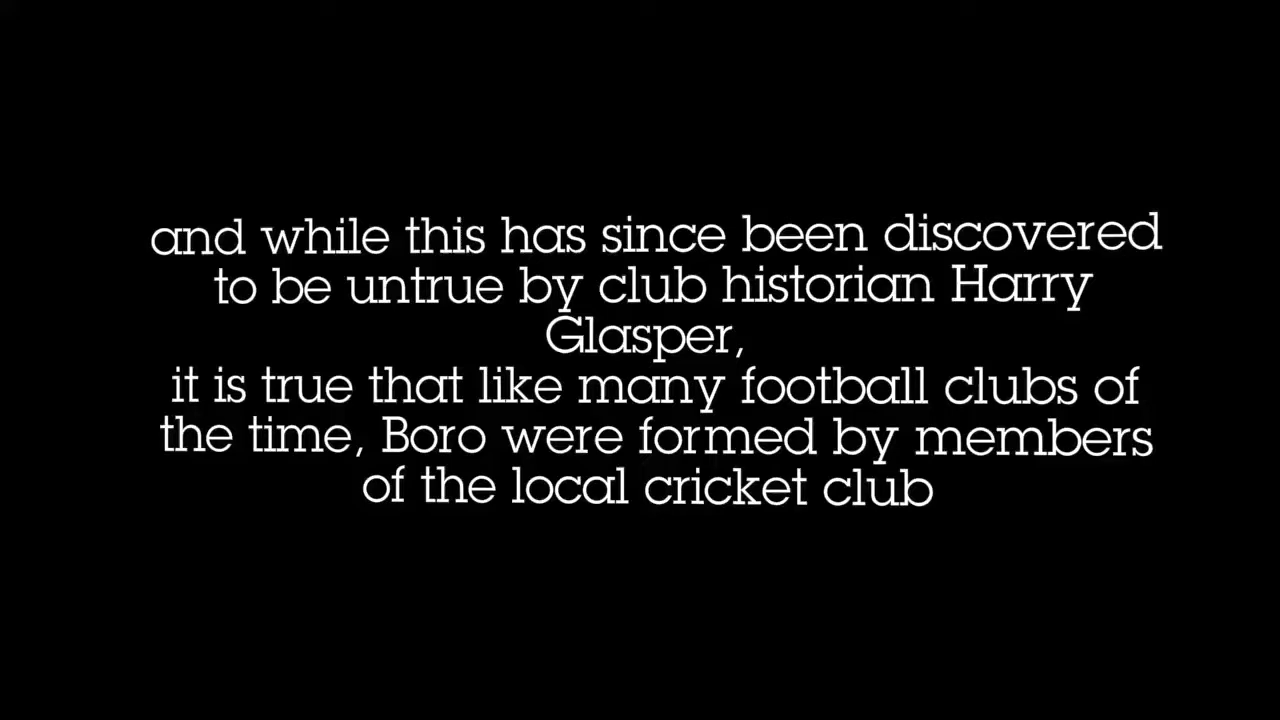 and while this has since been discovered
to be untrue by club historian Harry
Glasper,
it is true that like many football clubs of
the time, Boro were formed by members
of the local cricket club